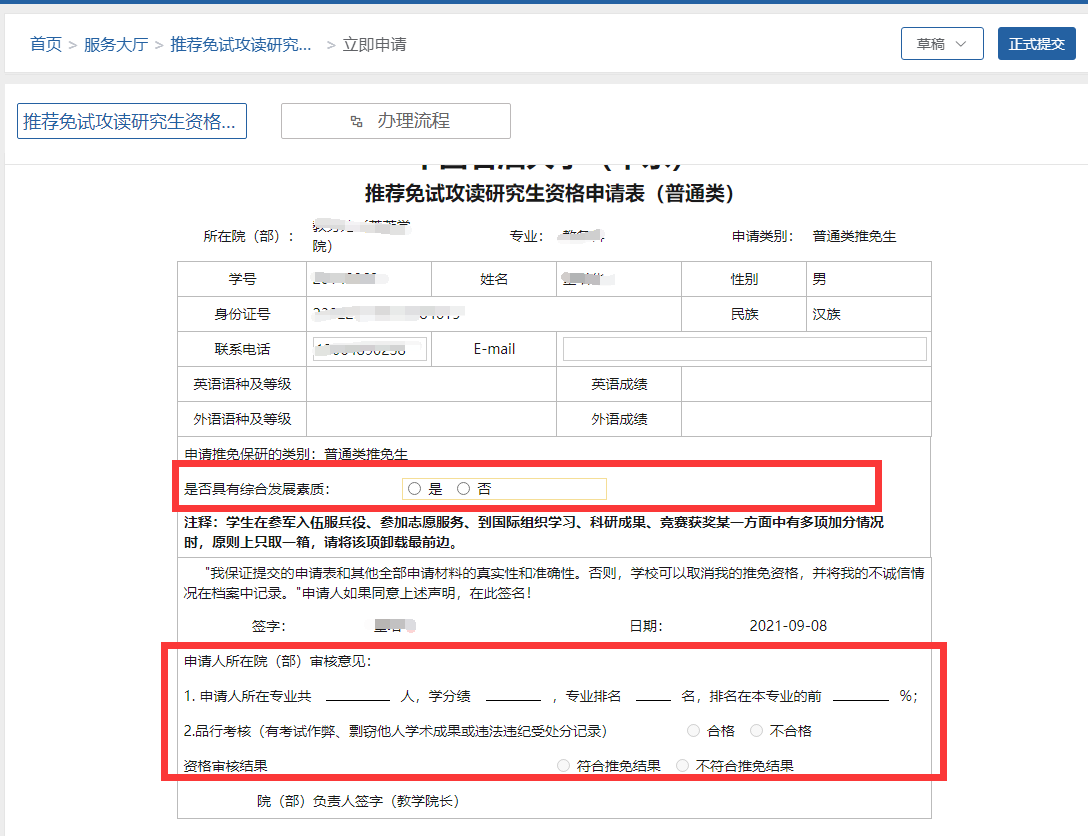 首页 > 服务大厅 > 推荐免试攻读研究... > 立即申请
草稿
正式提交
推荐免试攻读研究生资格...
办理流程
推荐免试攻读研究生资格申请表（普通类）
所在院（部）： 院） 专业： 申请类别： 普通类推免生
学号 姓名 性别 男
身份证号 民族 汉族
联系电话 E-mail
英语语种及等级 英语成绩
外语语种及等级 外语成绩
申请推免保研的类别：普通类推免生
是否具有综合发展素质： 是 否
注释：学生在参军入伍服兵役、参加志愿服务、到国际组织学习、科研成果、竞赛获奖某一方面中有多项加分情况
时，原则上只取一箱，请将该项卸载最前边。
"我保证提交的申请表和其他全部申请材料的真实性和准确性。否则，学校可以取消我的推免资格，并将我的不诚信情
况在档案中记录。"申请人如果同意上述声明，在此签名！
签字： 日期： 2021-09-08
申请人所在院（部）审核意见：
1. 申请人所在专业共 ____ 人，学分绩 ____ ，专业排名 ____ 名，排名在本专业的前 ____ %；
2.品行考核（有考试作弊、剽窃他人学术成果或违法违纪受处分记录） 合格 不合格
资格审核结果 符合推免结果 不符合推免结果
院（部）负责人签字（教学院长）